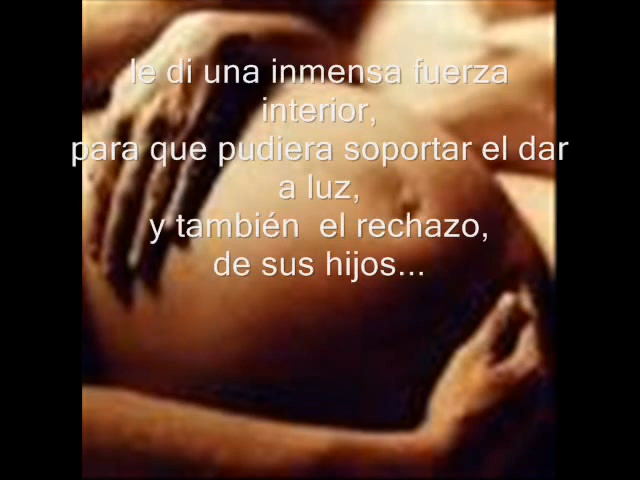 le di una inmensa fuerza
interior,
para que pudiera soportar el dar
a luz,
y también  el rechazo,
de sus hijos...